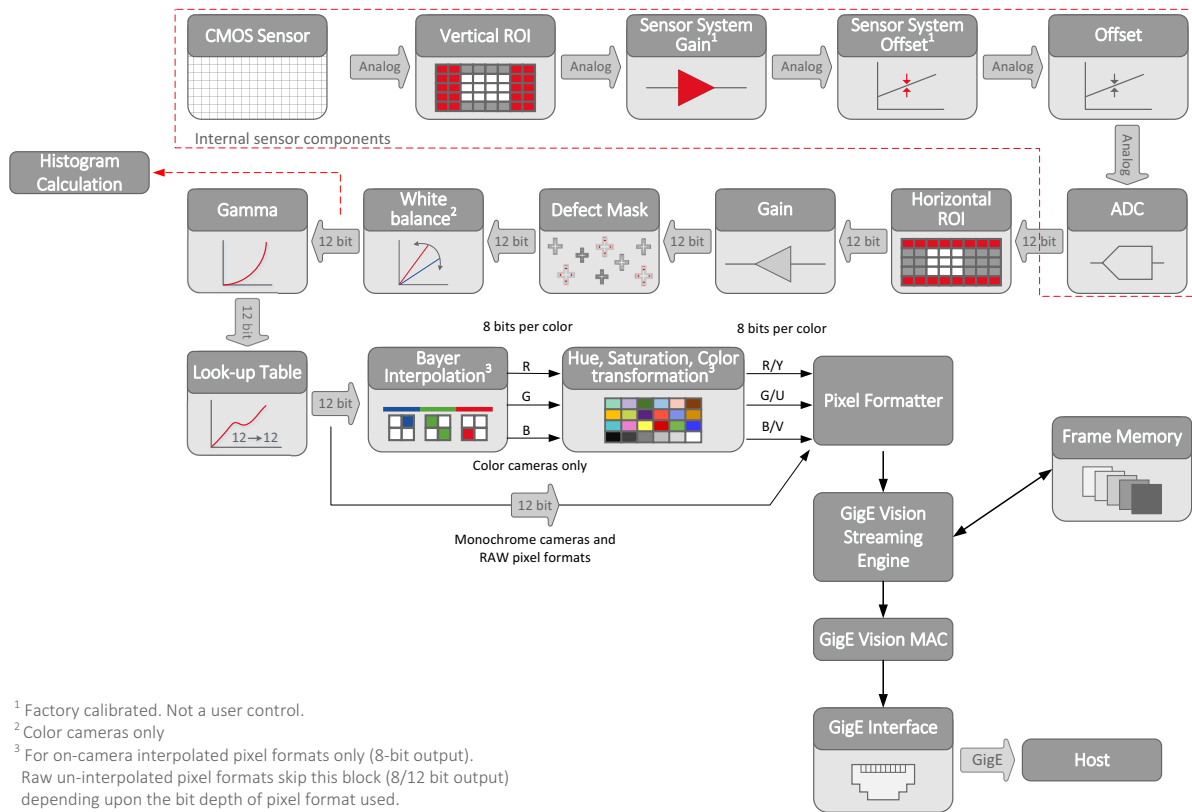 CMOS Sensor
Analog
Vertical ROI
Analog
Sensor System
Gain1
Analog
Sensor System
Offset1
Analog
Offset
Internal sensor components
Analog
Histogram
Calculation
ADC
12 bit
Horizontal
ROI
12 bit
Gain
12 bit
Defect Mask
12 bit
White
balance2
12 bit
Gamma
12 bit
Look-up Table
12→12
12 bit
8 bits per color
Bayer
Interpolation3
R
G
B
Color cameras only
8 bits per color
Hue, Saturation, Color
transformation3
R/Y
G/U
B/V
Pixel Formatter
12 bit
Monochrome cameras and
RAW pixel formats
Frame Memory
GigE Vision
Streaming
Engine
GigE Vision MAC
GigE Interface
GigE
Host
1 Factory calibrated. Not a user control.
2 Color cameras only
3 For on-camera interpolated pixel formats only (8-bit output).
Raw un-interpolated pixel formats skip this block (8/12 bit output)
depending upon the bit depth of pixel format used.